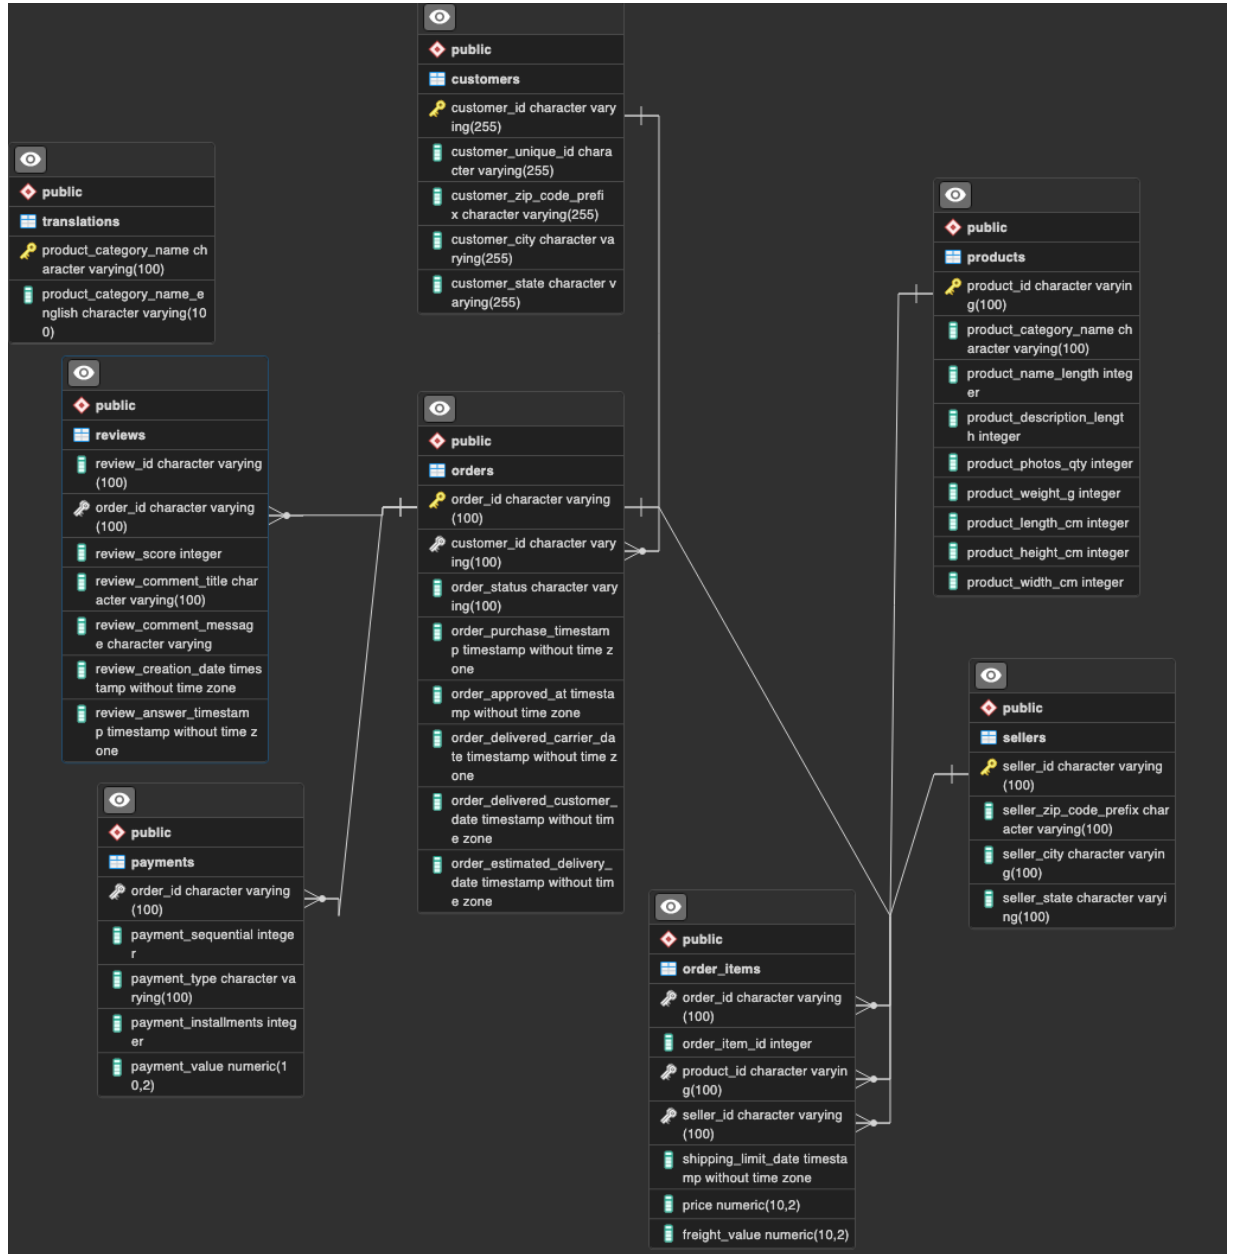 public
customers
customer_id character vary
ing(255)
customer_unique_id chara
cter varying(255)
customer_zip_code_prefi
x character varying(255)
customer_city character va
rying(255)
customer_state character v
arying(255)
public
translations
product_category_name ch
aracter varying(100)
product_category_name_e
nglish character varying(10
0)
public
products
product_id character varyin
g(100)
product_category_name ch
aracter varying(100)
product_name_length integ
er
product_description_lengt
h integer
product_photos_qty integer
product_weight_g integer
product_length_cm integer
product_height_cm integer
product_width_cm integer
public
reviews
review_id character varying
(100)
order_id character varying
(100)
review_score integer
review_comment_title char
acter varying(100)
review_comment_messag
e character varying
review_creation_date times
tamp without time zone
review_answer_timestam
p timestamp without time z
one
public
orders
order_id character varying
(100)
customer_id character vary
ing(100)
order_status character vary
ing(100)
order_purchase_timestam
p timestamp without time z
one
order_approved_at timesta
mp without time zone
order_delivered_carrier_da
te timestamp without time z
one
order_delivered_customer_
date timestamp without tim
e zone
order_estimated_delivery_
date timestamp without tim
e zone
public
sellers
seller_id character varying
(100)
seller_zip_code_prefix char
acter varying(100)
seller_city character varyin
g(100)
seller_state character varyi
ng(100)
public
payments
order_id character varying
(100)
payment_sequential intege
r
payment_type character va
rying(100)
payment_installments integ
er
payment_value numeric(1
0,2)
public
order_items
order_id character varying
(100)
order_item_id integer
product_id character varyin
g(100)
seller_id character varying
(100)
shipping_limit_date timesta
mp without time zone
price numeric(10,2)
freight_value numeric(10,2)